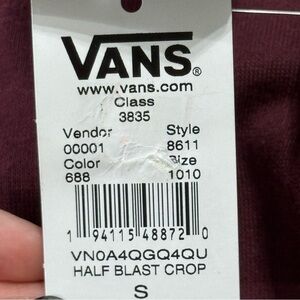 VANS®
www.vans.com
Class
3835
Vendor Style
00001 8611
Color Size
688 1010
1 94115 48872 0
VN0A4QGQ4QU
HALF BLAST CROP
S